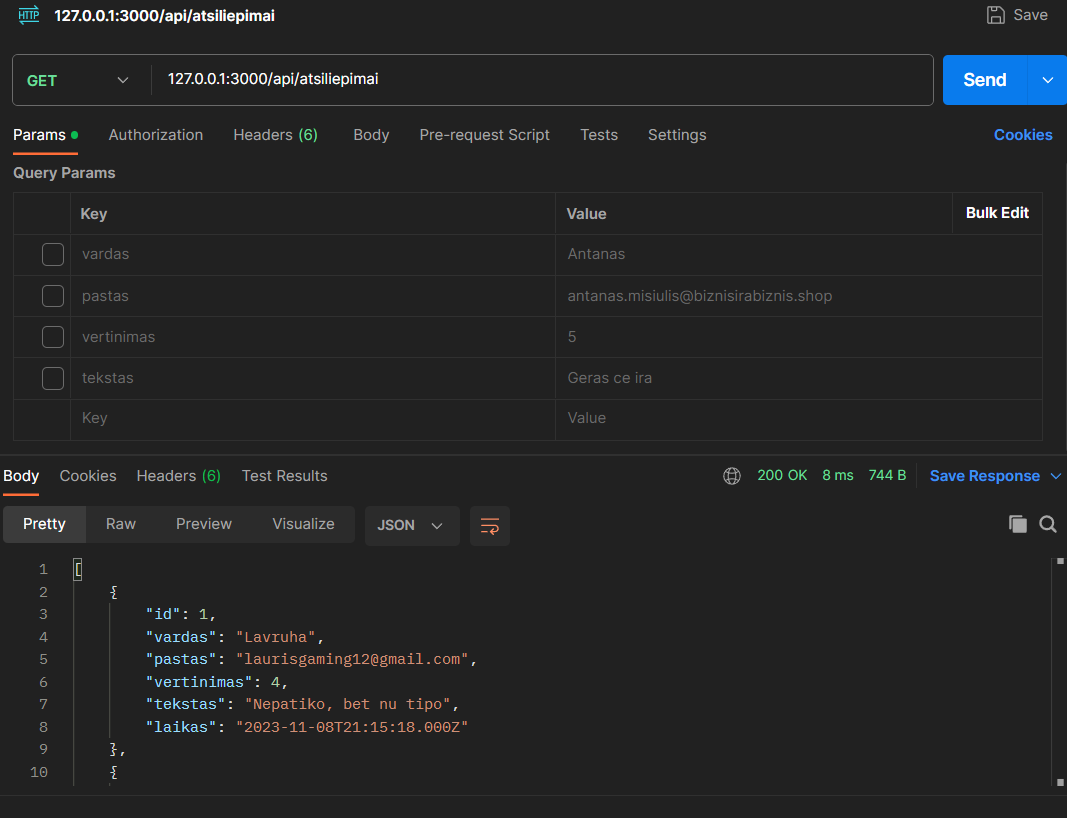 HTTP 127.0.0.1:3000/api/atsiliepimai Save
GET 127.0.0.1:3000/api/atsiliepimai Send
Params Authorization Headers (6) Body Pre-request Script Tests Settings Cookies
Query Params
Key Value Bulk Edit
vardas Antanas
pastas antanas.misiulis@biznisirabiznis.shop
vertinimas 5
tekstas Geras ce ira
Key Value
Body Cookies Headers (6) Test Results 200 OK 8 ms 744 B Save Response
Pretty Raw Preview Visualize JSON
1 [
2 {
3 "id": 1,
4 "vardas": "Lavruha",
5 "pastas": "laurisgaming12@gmail.com",
6 "vertinimas": 4,
7 "tekstas": "Nepatiko, bet nu tipo",
8 "laikas": "2023-11-08T21:15:18.000Z"
9 },
10 {